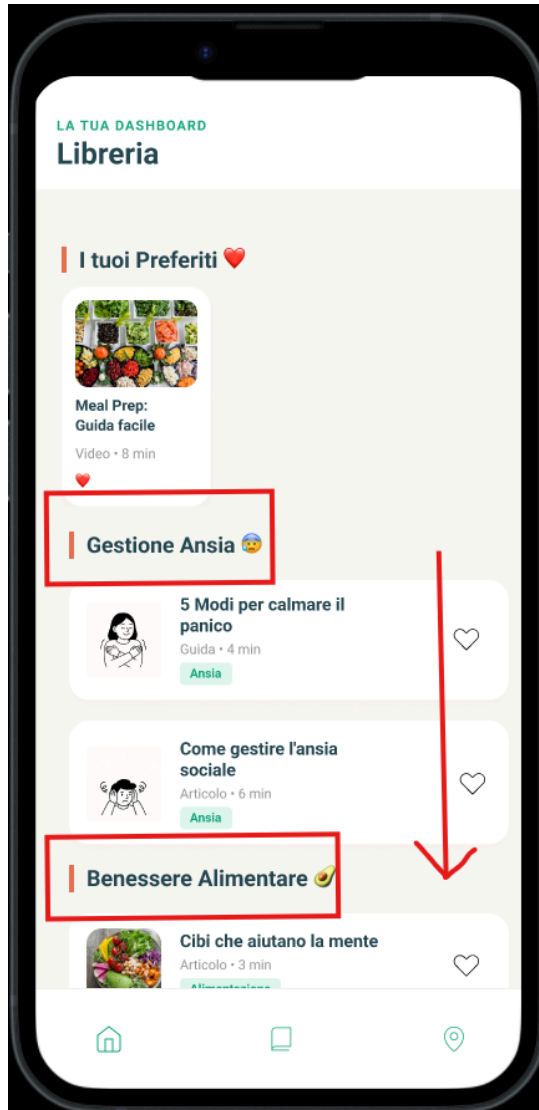 LA TUA DASHBOARD
Libreria
I tuoi Preferiti ❤️
Meal Prep:
Guida facile
Video • 8 min
Gestione Ansia 😰
5 Modi per calmare il
panico
Guida • 4 min
Ansia
Come gestire l'ansia
sociale
Articolo • 6 min
Ansia
Benessere Alimentare 🥑
Cibi che aiutano la mente
Articolo • 3 min
Alimentazione